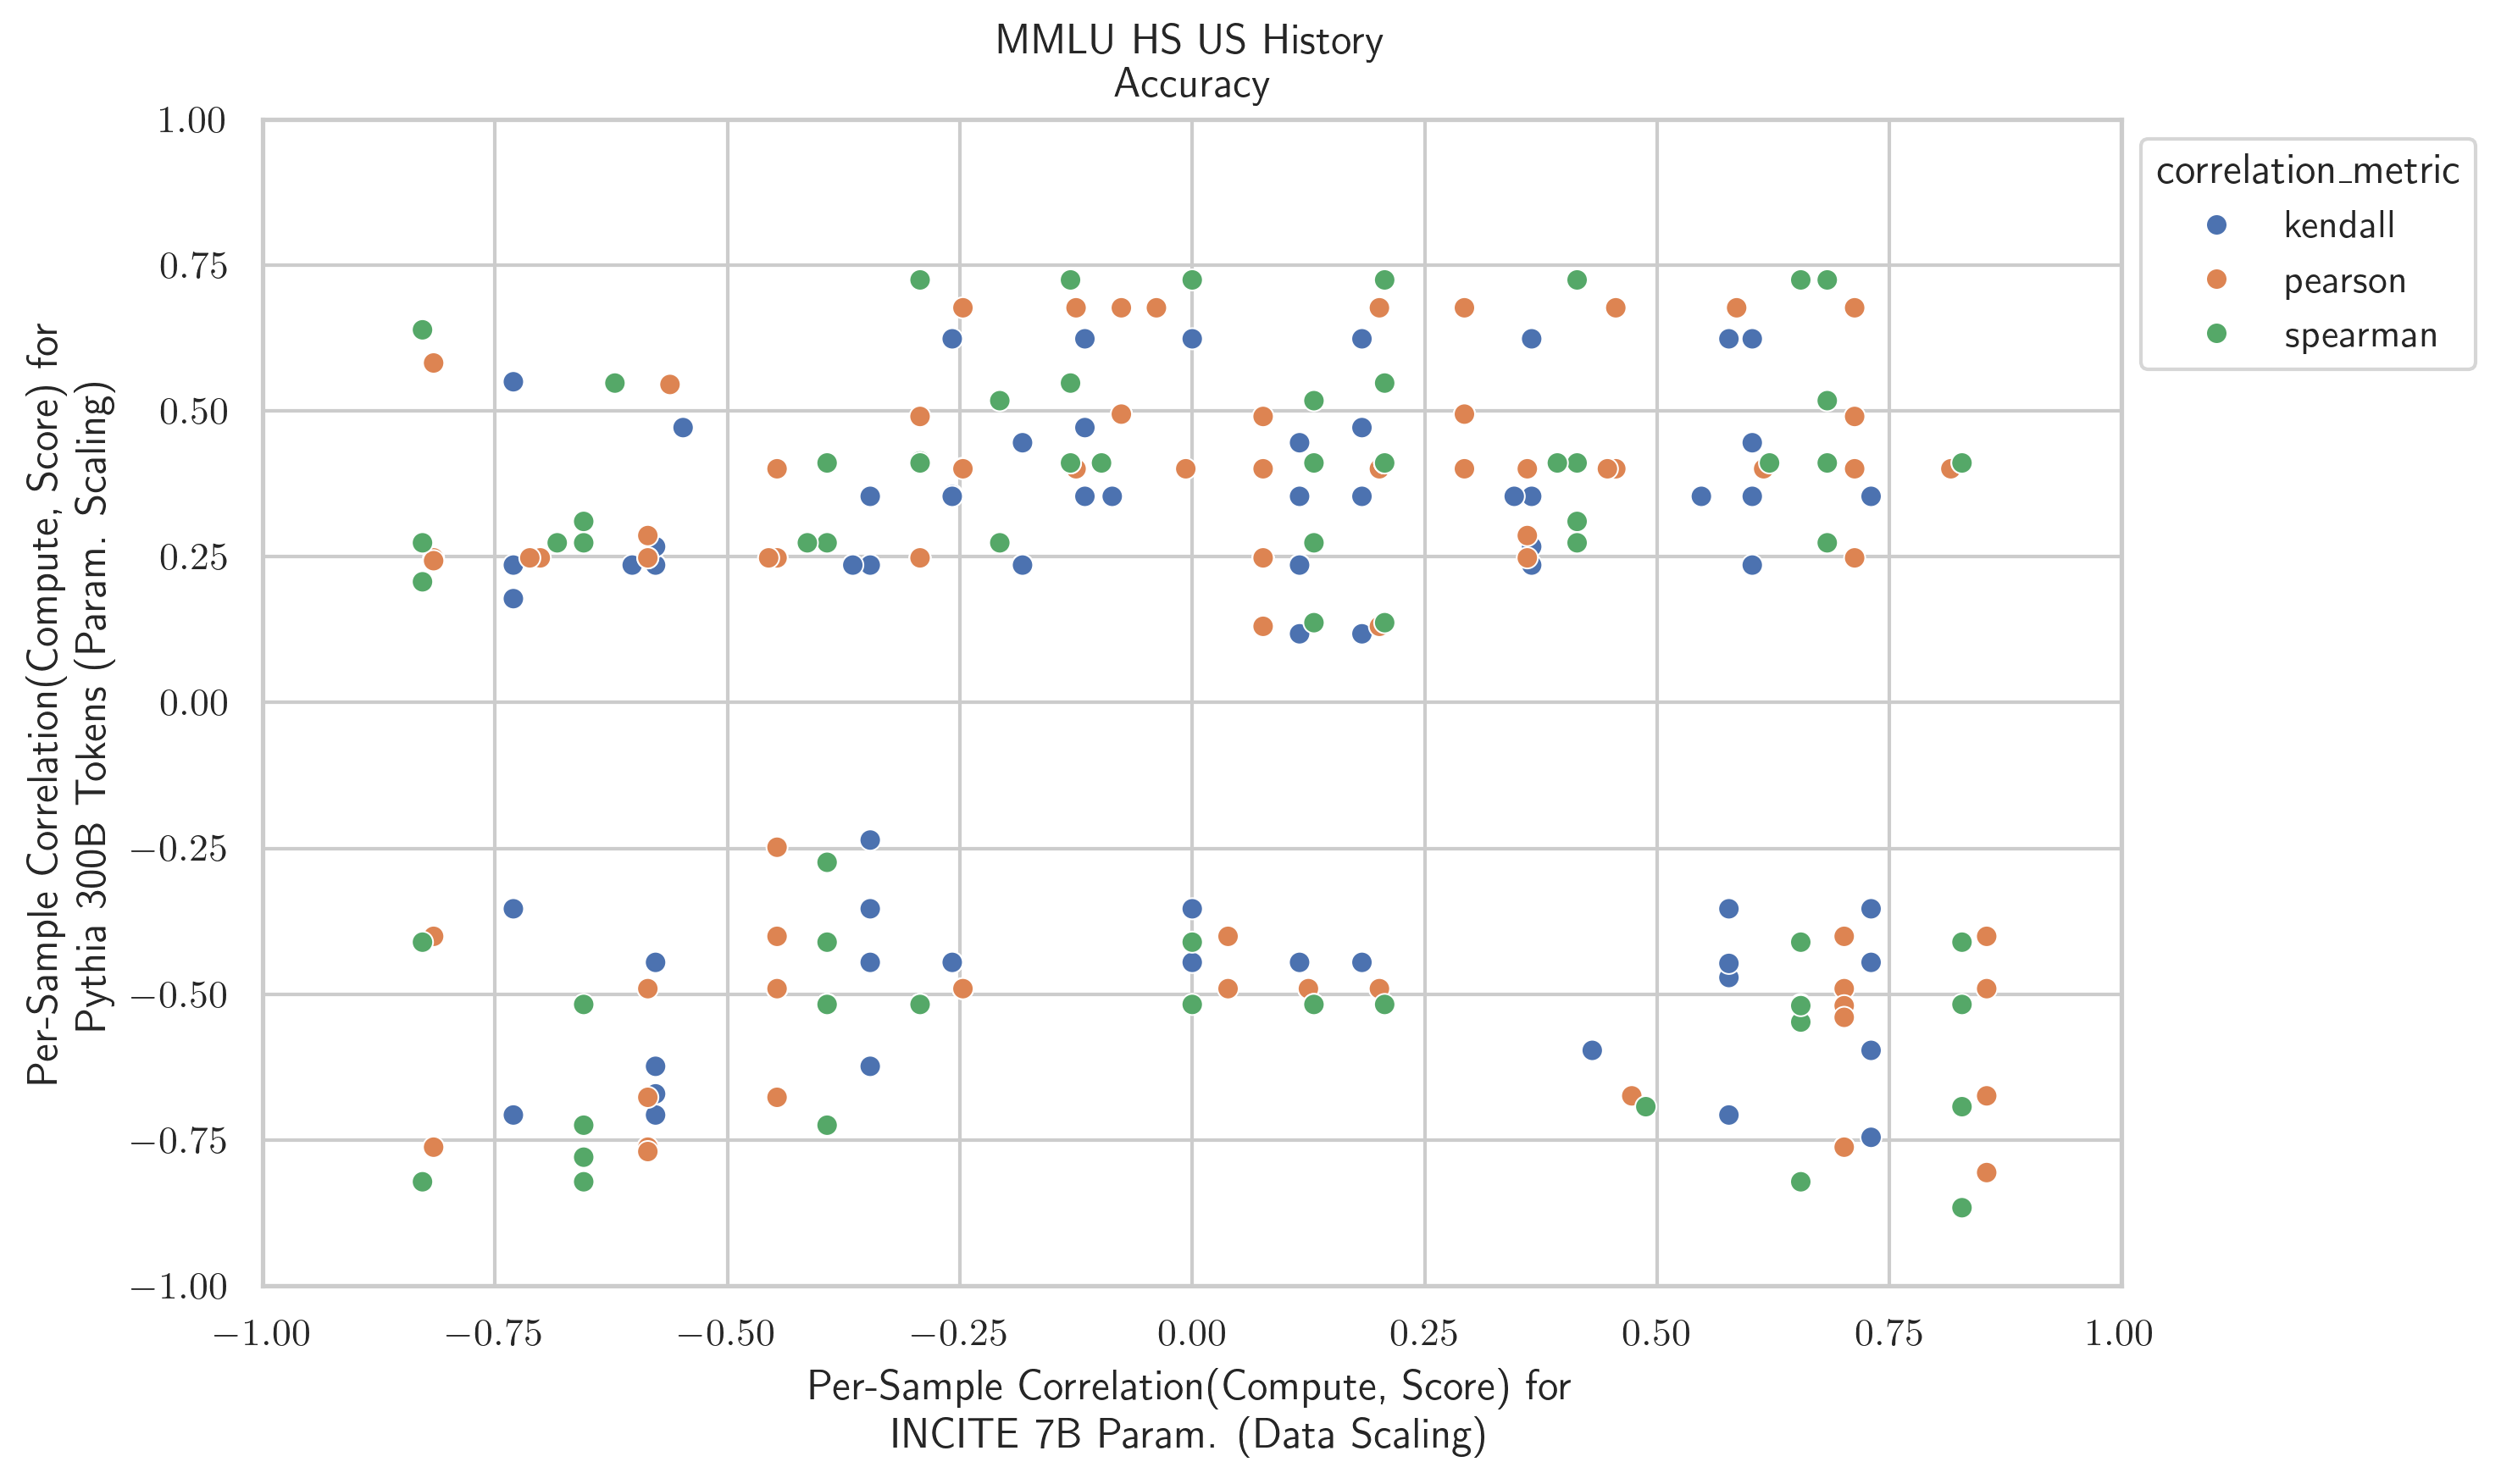 MMLU HS US History
Accuracy
1.00
0.75
0.50
0.25
0.00
−0.25
−0.50
−0.75
−1.00
Per-Sample Correlation(Compute, Score) for
Pythia 300B Tokens (Param. Scaling)
−1.00
−0.75
−0.50
−0.25
0.00
0.25
0.50
0.75
1.00
Per-Sample Correlation(Compute, Score) for
INCITE 7B Param. (Data Scaling)
correlation_metric
kendall
pearson
spearman